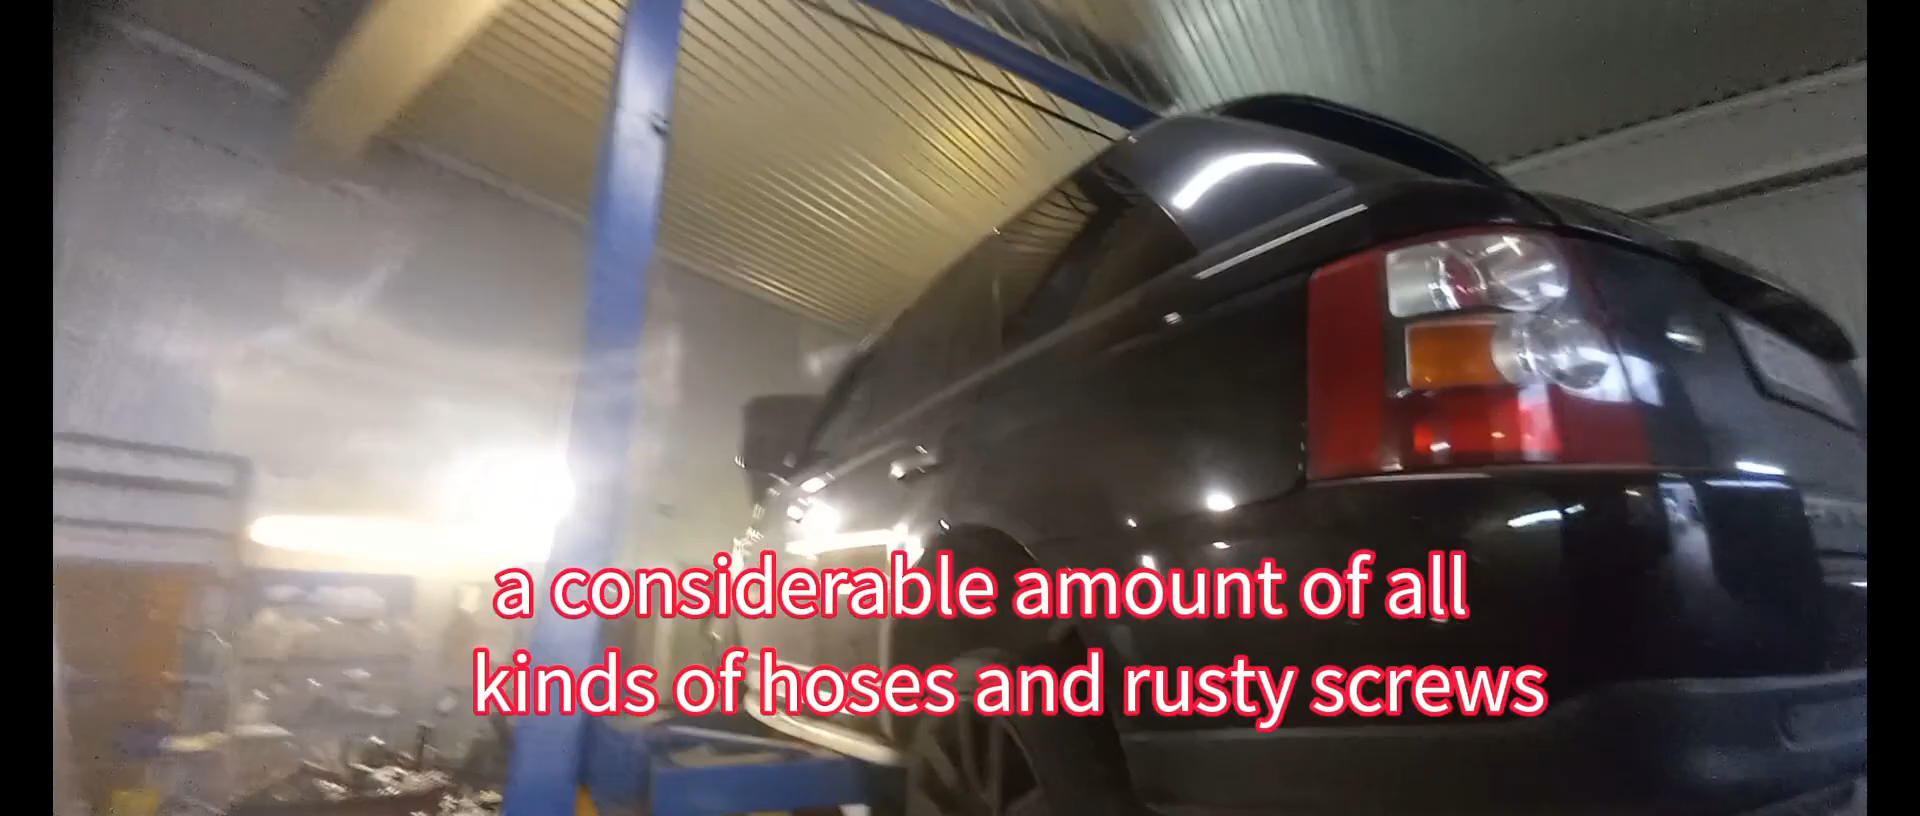 a considerable amount of all
kinds of hoses and rusty screws